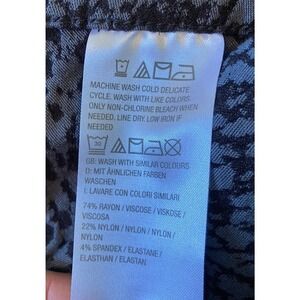 MACHINE WASH COLD DELICATE
CYCLE. WASH WITH LIKE COLORS.
ONLY NON-CHLORINE BLEACH WHEN
NEEDED. LINE DRY. LOW IRON IF
NEEDED
30
GB: WASH WITH SIMILAR COLOURS
D: MIT ÄHNLICHEN FARBEN
WASCHEN
I: LAVARE CON COLORI SIMILARI
74% RAYON / VISCOSE / VISKOSE /
VISCOSA
22% NYLON / NYLON / NYLON /
NYLON
4% SPANDEX / ELASTANE /
ELASTHAN / ELASTAN